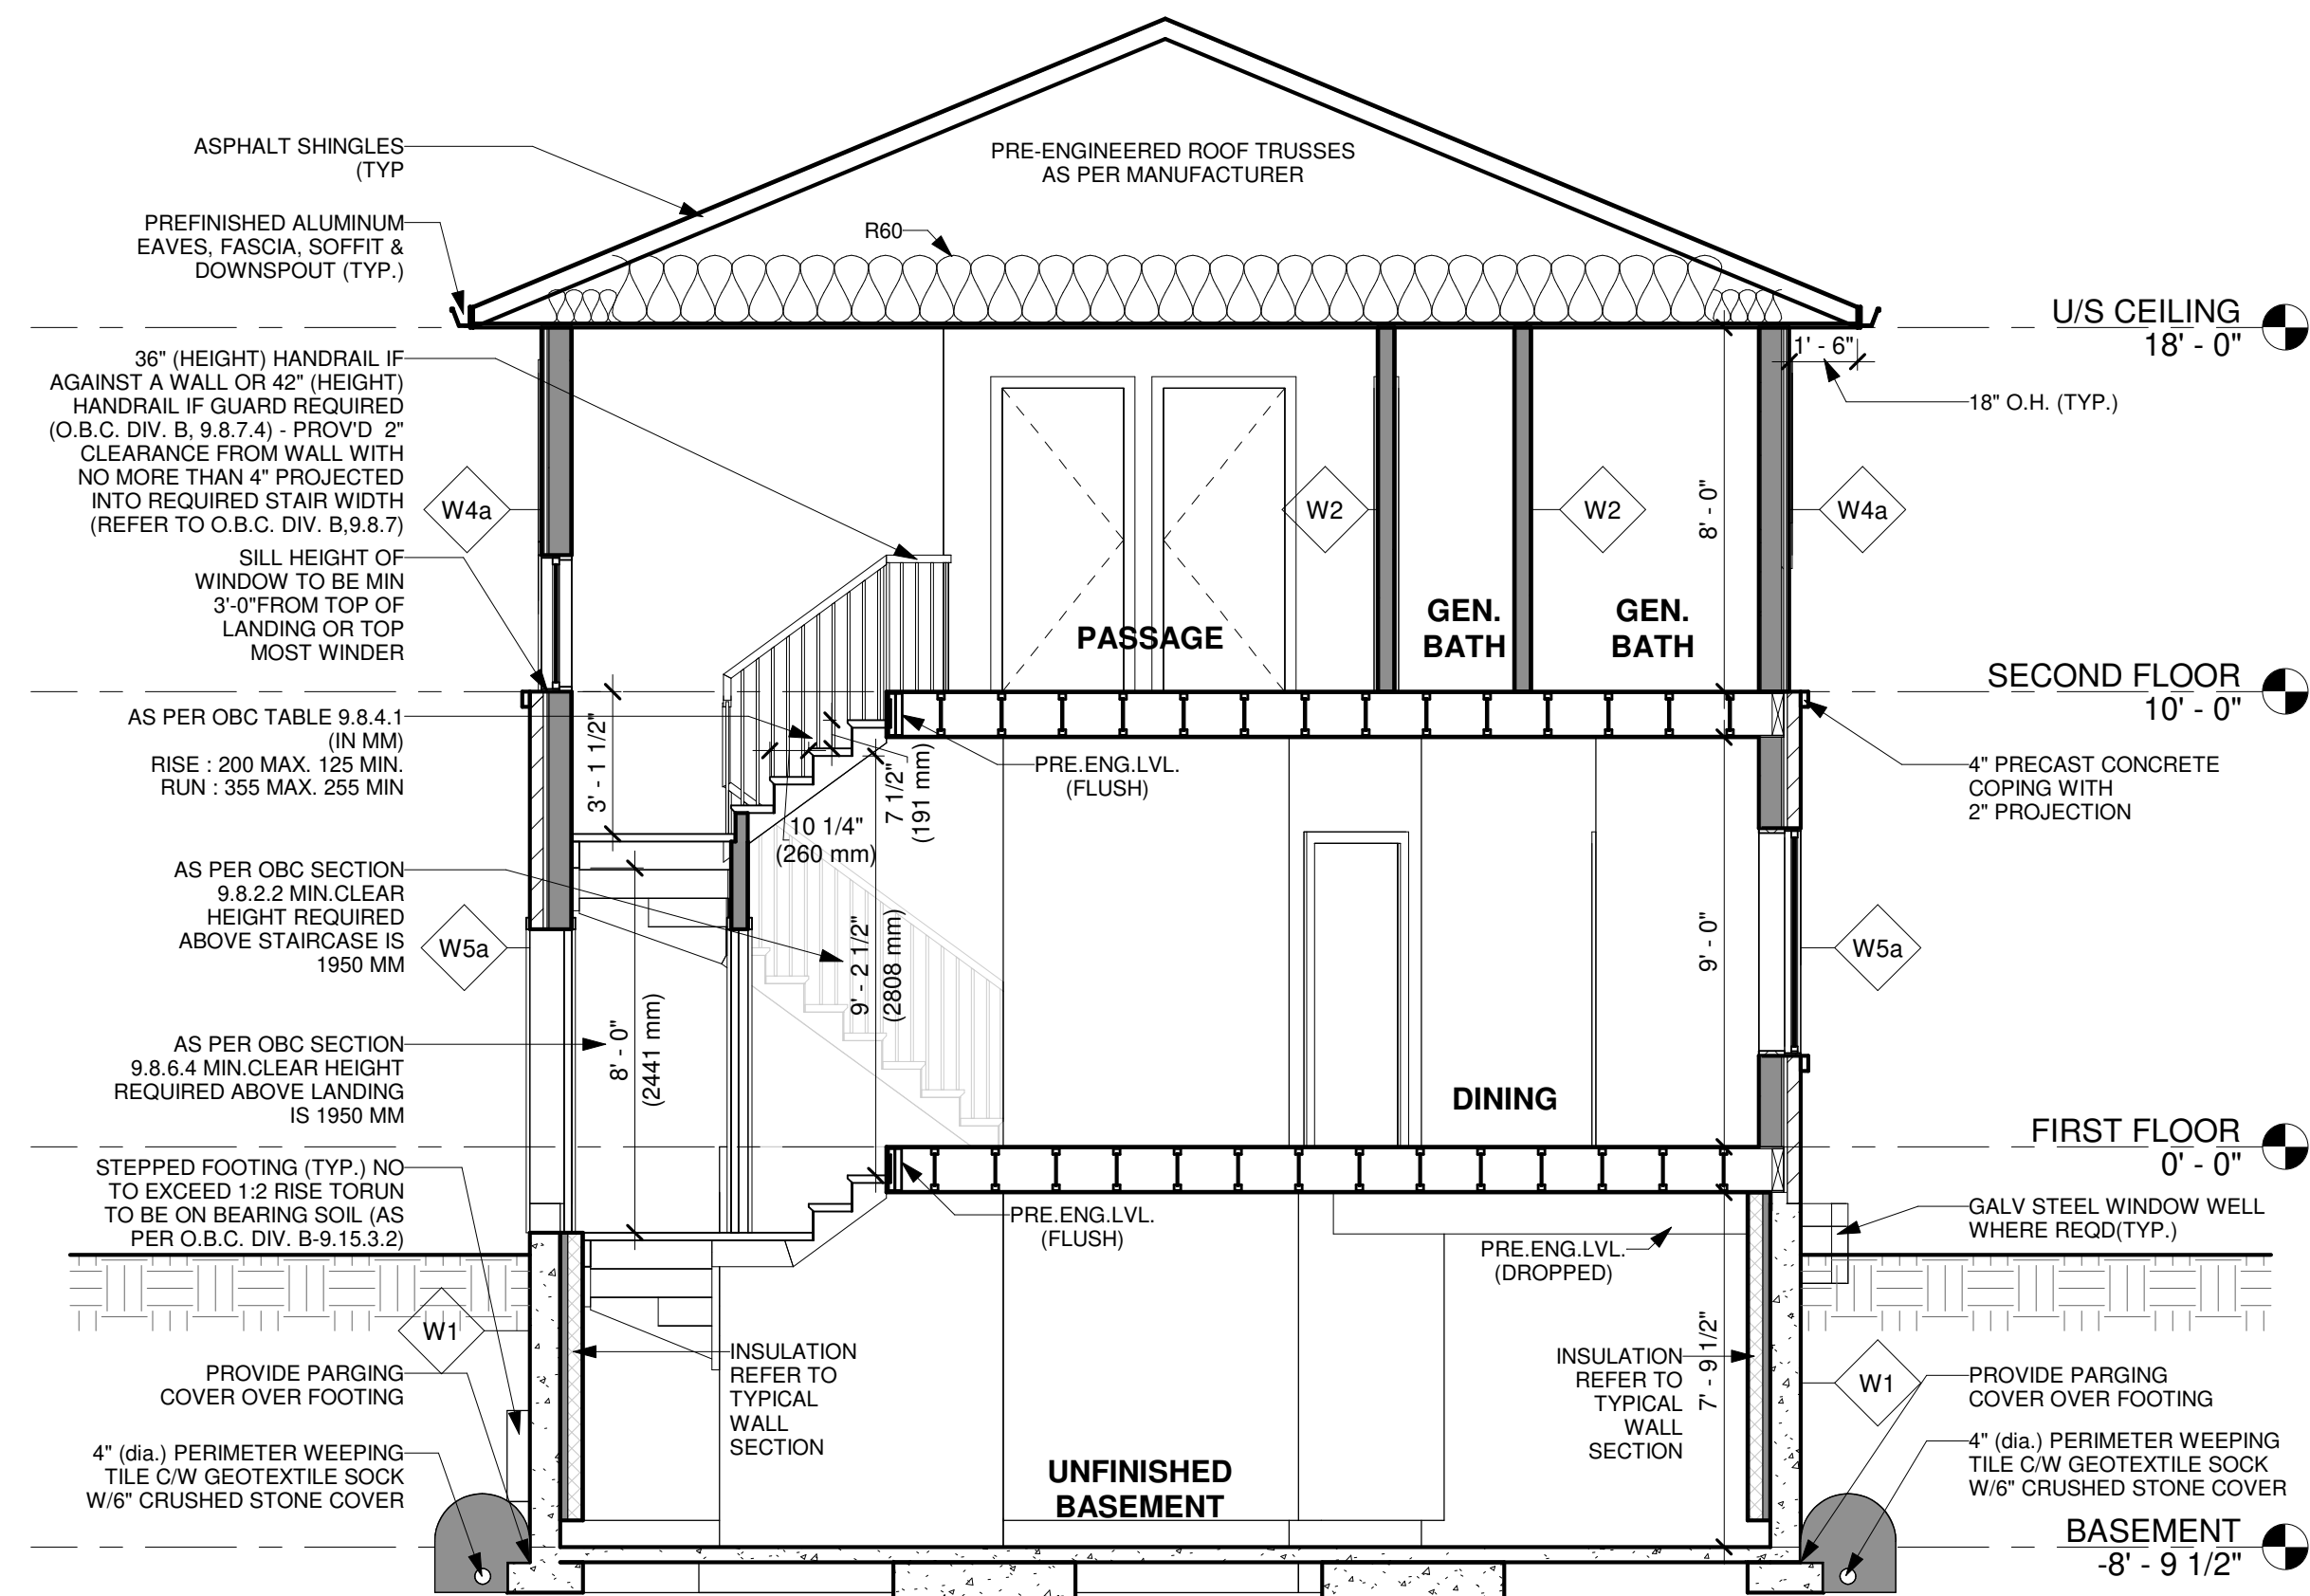 ASPHALT SHINGLES
(TYP
PREFINISHED ALUMINUM
EAVES, FASCIA, SOFFIT &
DOWNSPOUT (TYP.)
36" (HEIGHT) HANDRAIL IF
AGAINST A WALL OR 42" (HEIGHT)
HANDRAIL IF GUARD REQUIRED
(O.B.C. DIV. B, 9.8.7.4) - PROV'D 2"
CLEARANCE FROM WALL WITH
NO MORE THAN 4" PROJECTED
INTO REQUIRED STAIR WIDTH
(REFER TO O.B.C. DIV. B,9.8.7)
SILL HEIGHT OF
WINDOW TO BE MIN
3'-0"FROM TOP OF
LANDING OR TOP
MOST WINDER
AS PER OBC TABLE 9.8.4.1
(IN MM)
RISE : 200 MAX. 125 MIN.
RUN : 355 MAX. 255 MIN
AS PER OBC SECTION
9.8.2.2 MIN.CLEAR
HEIGHT REQUIRED
ABOVE STAIRCASE IS
1950 MM
AS PER OBC SECTION
9.8.6.4 MIN.CLEAR HEIGHT
REQUIRED ABOVE LANDING
IS 1950 MM
STEPPED FOOTING (TYP.) NO
TO EXCEED 1:2 RISE TORUN
TO BE ON BEARING SOIL (AS
PER O.B.C. DIV. B-9.15.3.2)
PROVIDE PARGING
COVER OVER FOOTING
4" (dia.) PERIMETER WEEPING
TILE C/W GEOTEXTILE SOCK
W/6" CRUSHED STONE COVER
W4a
W5a
W1
PRE-ENGINEERED ROOF TRUSSES
AS PER MANUFACTURER
R60
W2
W2
PASSAGE
GEN.
BATH
GEN.
BATH
8' - 0"
3' - 1 1/2"
10 1/4"
(260 mm)
7 1/2"
(191 mm)
PRE.ENG.LVL.
(FLUSH)
9' - 2 1/2"
(2808 mm)
8' - 0"
(2441 mm)
9' - 0"
DINING
PRE.ENG.LVL.
(FLUSH)
PRE.ENG.LVL.
(DROPPED)
INSULATION
REFER TO
TYPICAL
WALL
SECTION
INSULATION
REFER TO
TYPICAL
WALL
SECTION
7' - 9 1/2"
UNFINISHED
BASEMENT
U/S CEILING
18' - 0"
1' - 6"
18" O.H. (TYP.)
W4a
SECOND FLOOR
10' - 0"
4" PRECAST CONCRETE
COPING WITH
2" PROJECTION
W5a
FIRST FLOOR
0' - 0"
GALV STEEL WINDOW WELL
WHERE REQD(TYP.)
W1
PROVIDE PARGING
COVER OVER FOOTING
4" (dia.) PERIMETER WEEPING
TILE C/W GEOTEXTILE SOCK
W/6" CRUSHED STONE COVER
BASEMENT
-8' - 9 1/2"